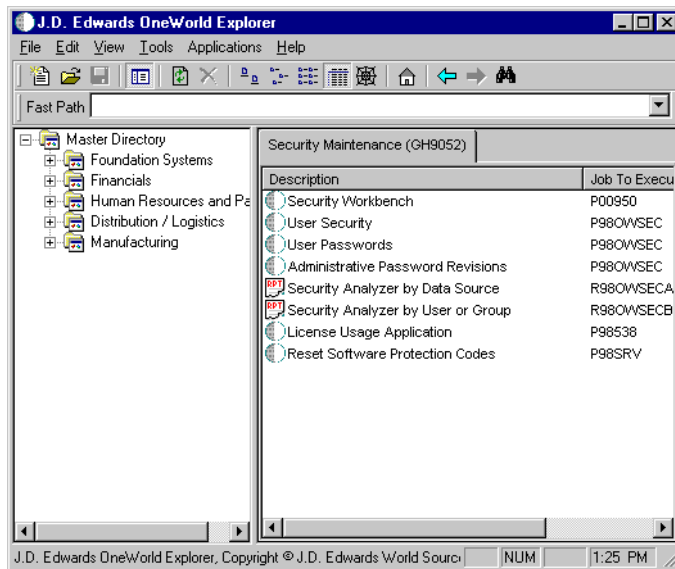 J.D. Edwards OneWorld Explorer
File Edit View Tools Applications Help
Fast Path
Master Directory
Foundation Systems
Financials
Human Resources and Pa
Distribution / Logistics
Manufacturing
Security Maintenance (GH9052)
Description Job To Execu
Security Workbench P00950
User Security P98OWSEC
User Passwords P98OWSEC
Administrative Password Revisions P98OWSEC
RPT Security Analyzer by Data Source R98OWSECA
RPT Security Analyzer by User or Group R98OWSECB
License Usage Application P98538
Reset Software Protection Codes P98SRV
J.D. Edwards OneWorld Explorer, Copyright © J.D. Edwards World Sourc NUM 1:25 PM